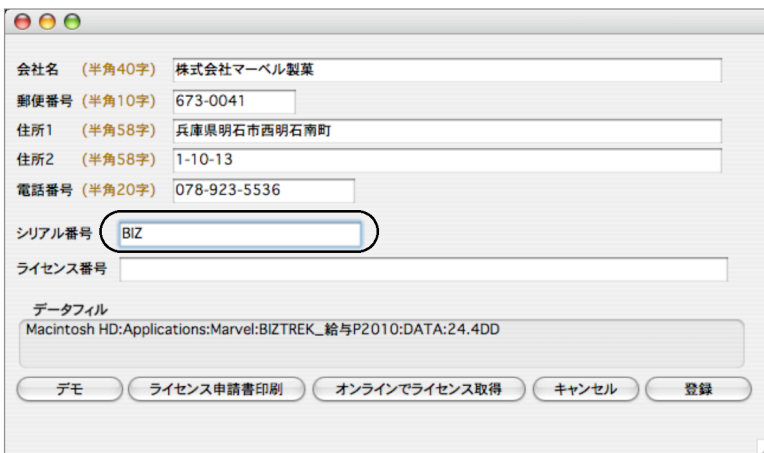 会社名 (半角40字) 株式会社マーベル製菓
郵便番号 (半角10字) 673-0041
住所1 (半角58字) 兵庫県明石市西明石南町
住所2 (半角58字) 1-10-13
電話番号 (半角20字) 078-923-5536
シリアル番号 BIZ
ライセンス番号
データフィル
Macintosh HD:Applications:Marvel:BIZTREK_給与P2010:DATA:24.4DD
デモ ライセンス申請書印刷 オンラインでライセンス取得 キャンセル 登録